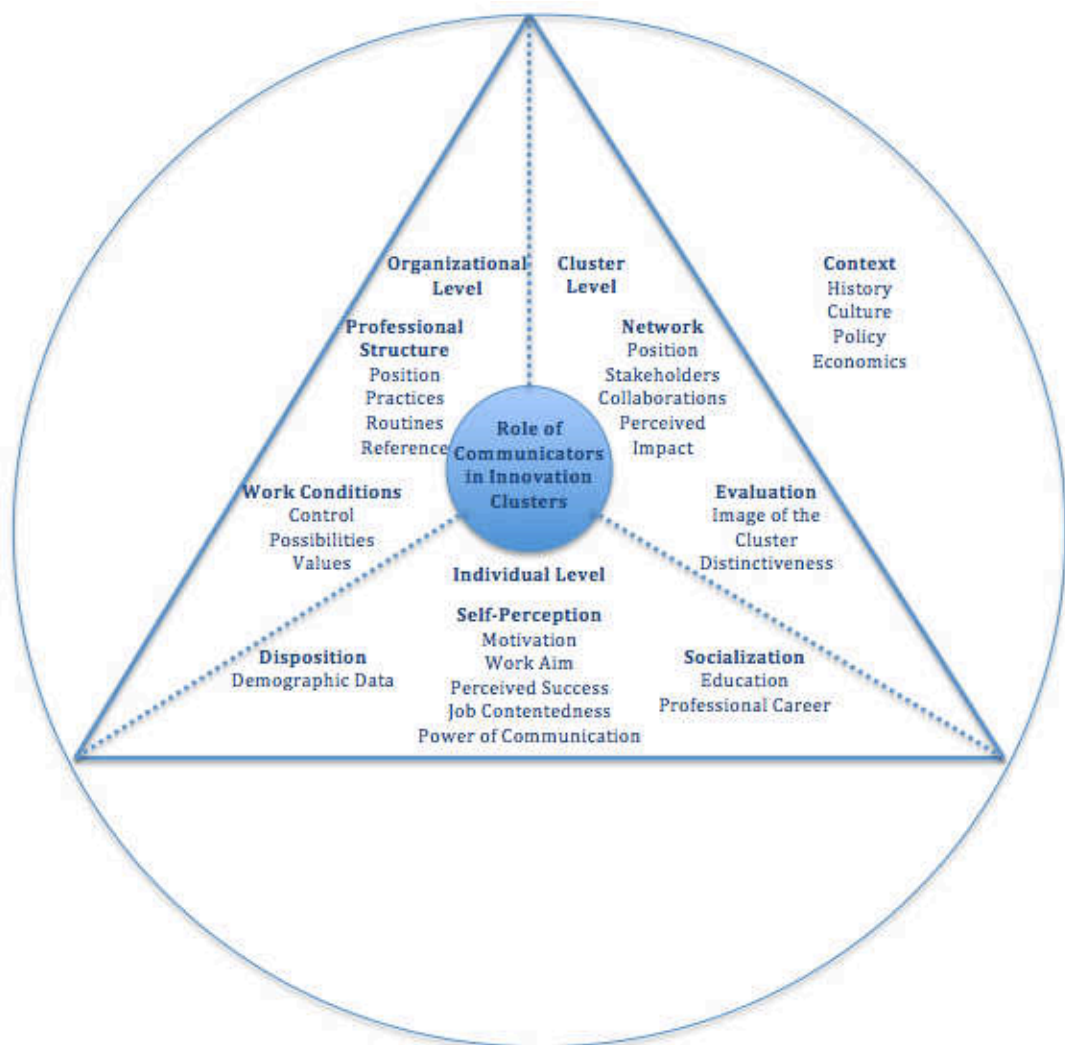 Organizational
Level
Professional
Structure
Position
Practices
Routines
Reference
Work Conditions
Control
Possibilities
Values
Cluster
Level
Network
Position
Stakeholders
Collaborations
Perceived
Impact
Evaluation
Image of the
Cluster
Distinctiveness
Context
History
Culture
Policy
Economics
Role of
Communicators
in Innovation
Clusters
Individual Level
Self-Perception
Motivation
Work Aim
Perceived Success
Job Contentedness
Power of Communication
Disposition
Demographic Data
Socialization
Education
Professional Career